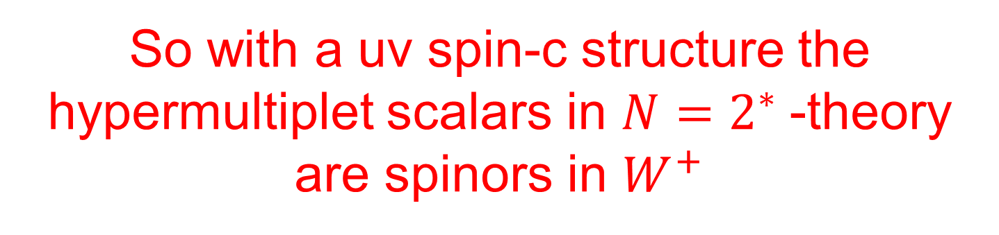 So with a uv spin-c structure the
hypermultiplet scalars in N = 2* -theory
are spinors in W⁺